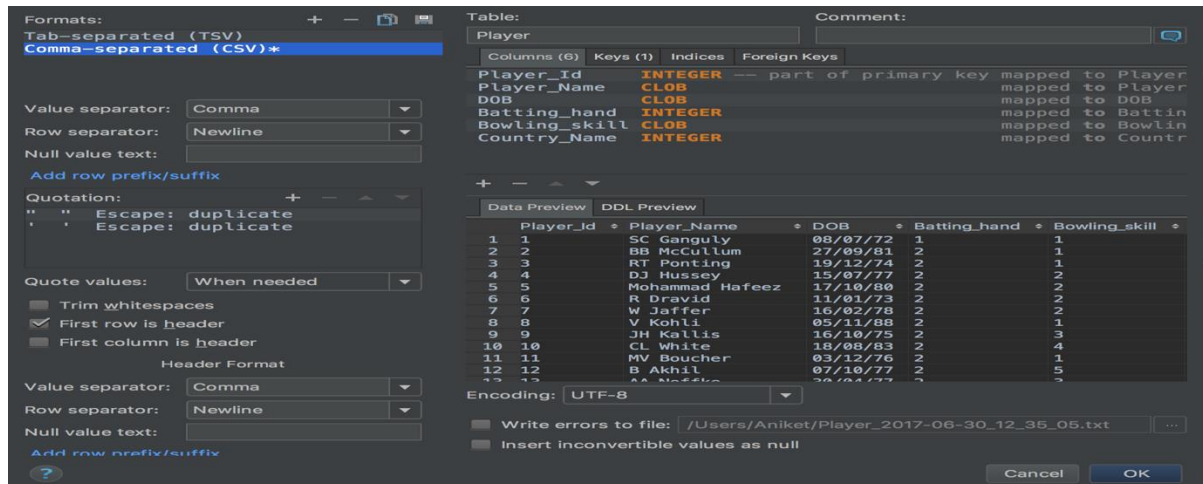 Formats:
Tab-separated (TSV)
Comma-separated (CSV)*
Value separator: Comma
Row separator: Newline
Null value text:
Add row prefix/suffix
Quotation:
" " Escape: duplicate
' ' Escape: duplicate
Quote values: When needed
Trim whitespaces
First row is header
First column is header
Header Format
Value separator: Comma
Row separator: Newline
Null value text:
Add row prefix/suffix
?
Table: Comment:
Player
Columns (6) Keys (1) Indices Foreign Keys
Player_Id INTEGER -- part of primary key mapped to Player
Player_Name CLOB mapped to Player
DOB CLOB mapped to DOB
Batting_hand INTEGER mapped to Battin
Bowling_skill CLOB mapped to Bowlin
Country_Name INTEGER mapped to Countr
Data Preview DDL Preview
Player_Id Player_Name DOB Batting_hand Bowling_skill
1 1 SC Ganguly 08/07/72 1 1
2 2 BB McCullum 27/09/81 2 1
3 3 RT Ponting 19/12/74 2 1
4 4 DJ Hussey 15/07/77 2 2
5 5 Mohammad Hafeez 17/10/80 2 2
6 6 R Dravid 11/01/73 2 2
7 7 W Jaffer 16/02/78 2 2
8 8 V Kohli 05/11/88 2 1
9 9 JH Kallis 16/10/75 2 3
10 10 CL White 18/08/83 2 4
11 11 MV Boucher 03/12/76 2 1
12 12 B Akhil 07/10/77 2 5
Encoding: UTF-8
Write errors to file: /Users/Aniket/Player_2017-06-30_12_35_05.txt ...
Insert inconvertible values as null
Cancel OK